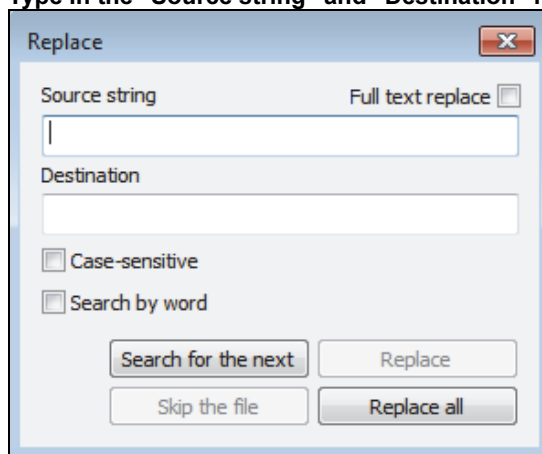 Type in the "Source string" and "Destination"
Replace
Source string Full text replace
Destination
Case-sensitive
Search by word
Search for the next Replace
Skip the file Replace all